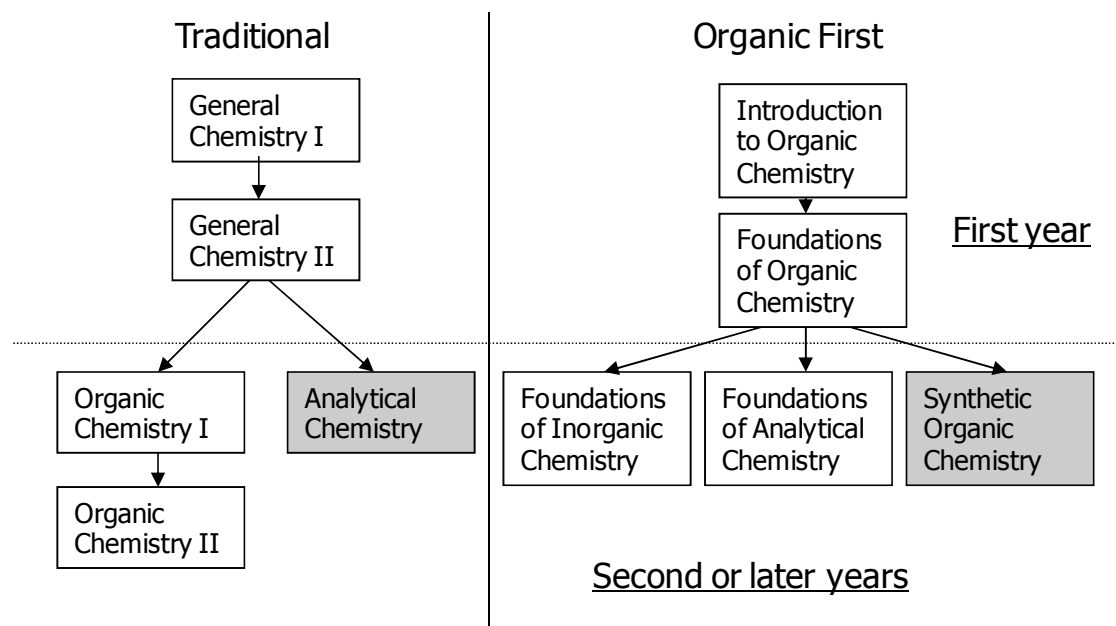 Traditional
General
Chemistry I
General
Chemistry II
Organic
Chemistry I
Analytical
Chemistry
Organic
Chemistry II
Organic First
Introduction
to Organic
Chemistry
Foundations
of Organic
Chemistry
First year
Foundations
of Inorganic
Chemistry
Foundations
of Analytical
Chemistry
Synthetic
Organic
Chemistry
Second or later years